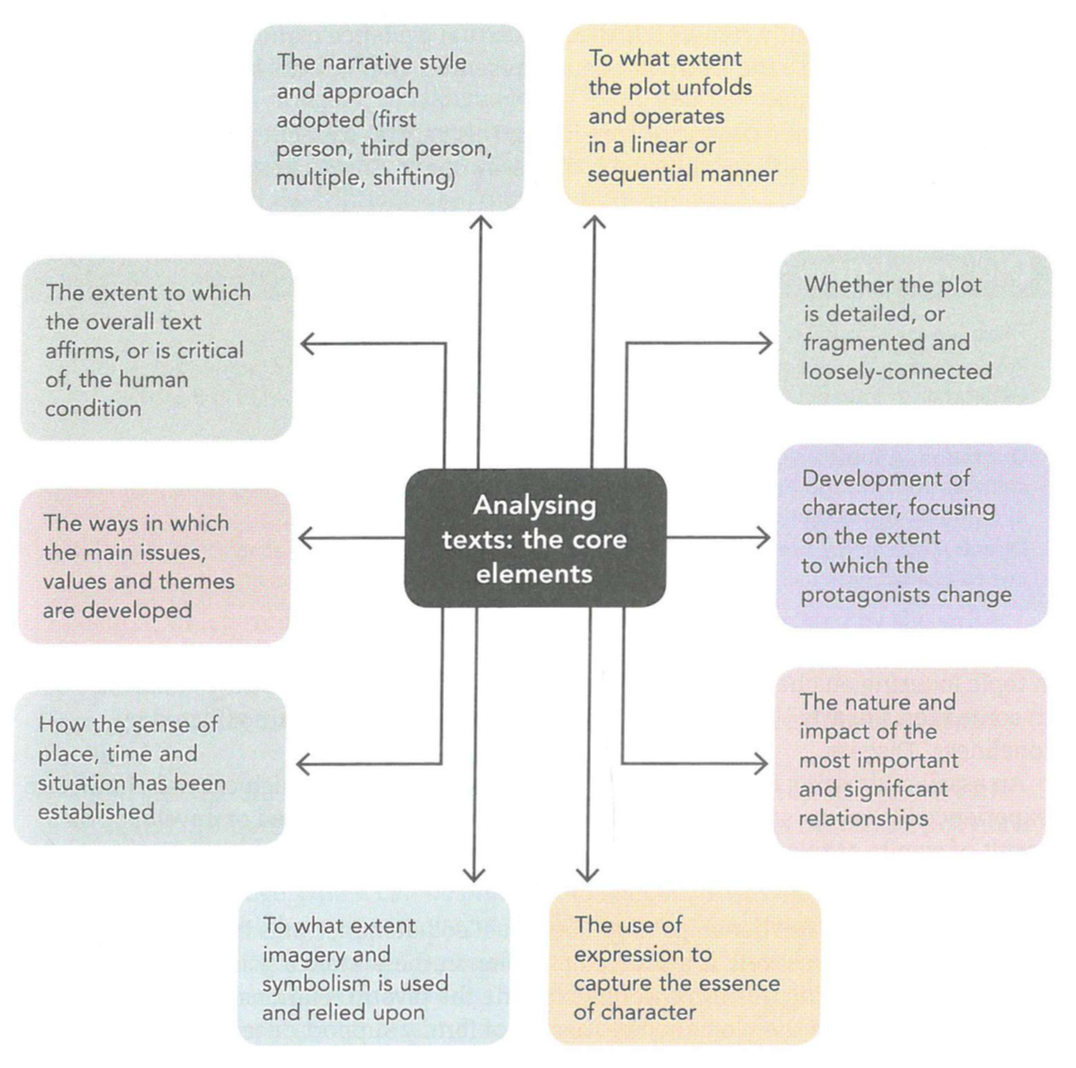 The narrative style
and approach
adopted (first
person, third person,
multiple, shifting)
To what extent
the plot unfolds
and operates
in a linear or
sequential manner
The extent to which
the overall text
affirms, or is critical
of, the human
condition
Whether the plot
is detailed, or
fragmented and
loosely-connected
Analysing
texts: the core
elements
The ways in which
the main issues,
values and themes
are developed
Development of
character, focusing
on the extent
to which the
protagonists change
How the sense of
place, time and
situation has been
established
The nature and
impact of the
most important
and significant
relationships
To what extent
imagery and
symbolism is used
and relied upon
The use of
expression to
capture the essence
of character